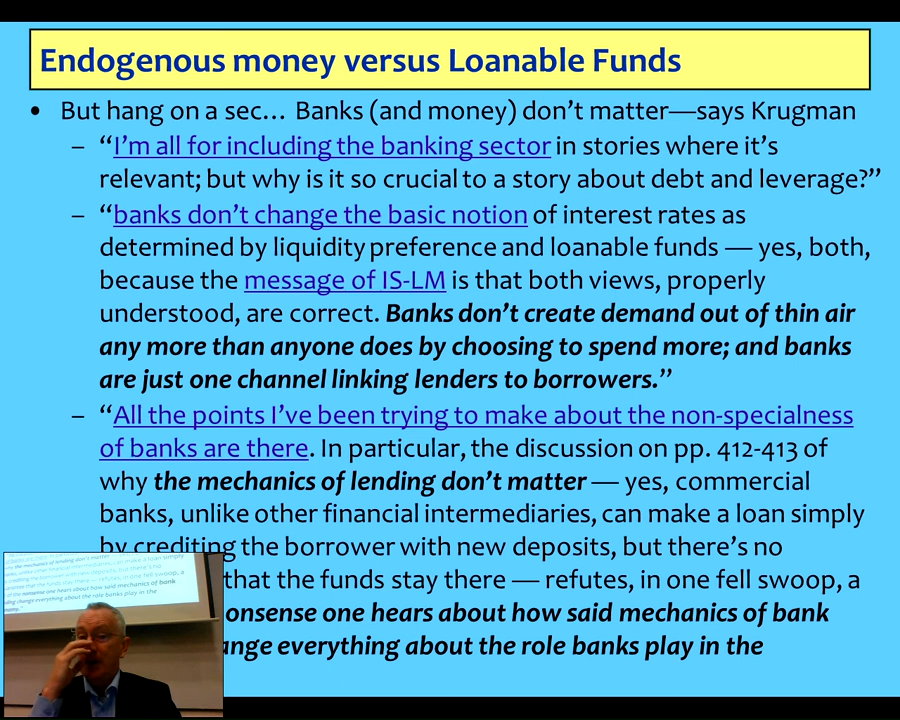 Endogenous money versus Loanable Funds
• But hang on a sec… Banks (and money) don’t matter—says Krugman
– “I’m all for including the banking sector in stories where it’s
relevant; but why is it so crucial to a story about debt and leverage?”
– “banks don’t change the basic notion of interest rates as
determined by liquidity preference and loanable funds — yes, both,
because the message of IS-LM is that both views, properly
understood, are correct. Banks don’t create demand out of thin air
any more than anyone does by choosing to spend more; and banks
are just one channel linking lenders to borrowers.”
– “All the points I’ve been trying to make about the non-specialness
of banks are there. In particular, the discussion on pp. 412-413 of
why the mechanics of lending don’t matter — yes, commercial
banks, unlike other financial intermediaries, can make a loan simply
by crediting the borrower with new deposits, but there’s no
that the funds stay there — refutes, in one fell swoop, a
onsense one hears about how said mechanics of bank
ange everything about the role banks play in the